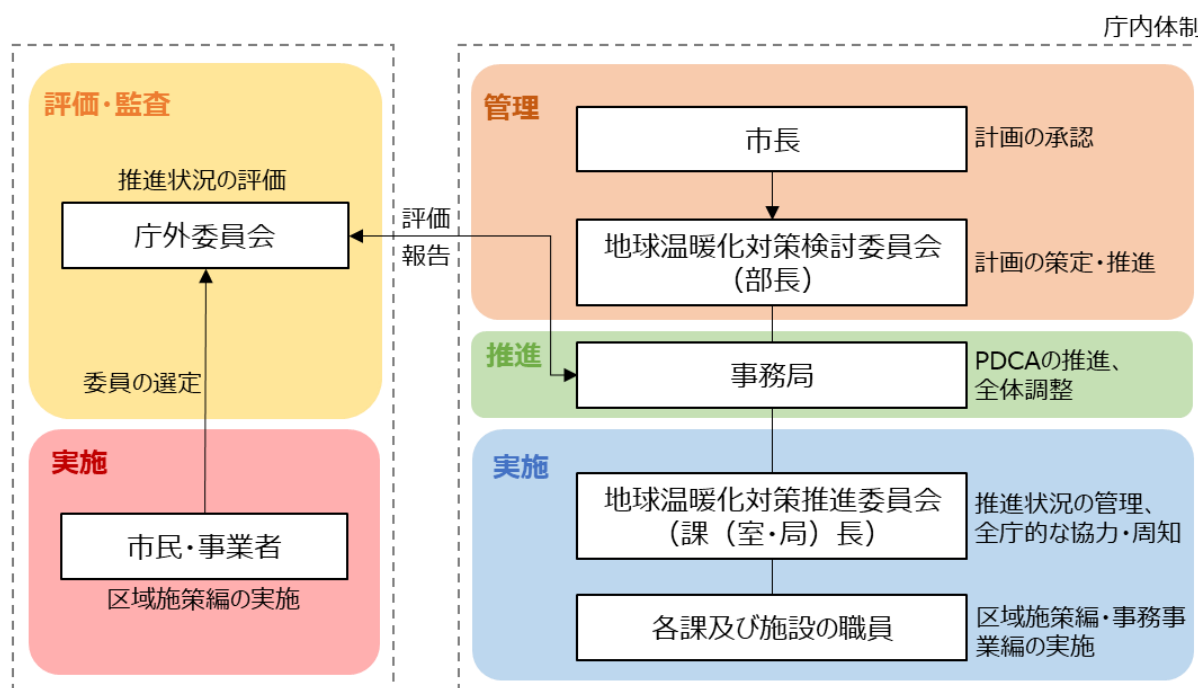 庁内体制
評価・監査
推進状況の評価
庁外委員会
委員の選定
実施
市民・事業者
区域施策編の実施
評価
報告
管理
市長
計画の承認
地球温暖化対策検討委員会
（部長）
計画の策定・推進
推進
事務局
PDCAの推進、
全体調整
実施
地球温暖化対策推進委員会
（課（室・局）長）
推進状況の管理、
全庁的な協力・周知
各課及び施設の職員
区域施策編・事務事
業編の実施